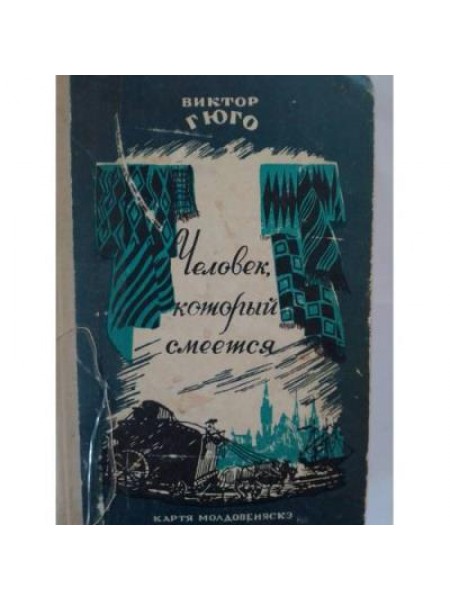 ВИКТОР
ГЮГО
Человек,
который
смеется
КАРТЯ МОЛДОВЕНЯСКЭ